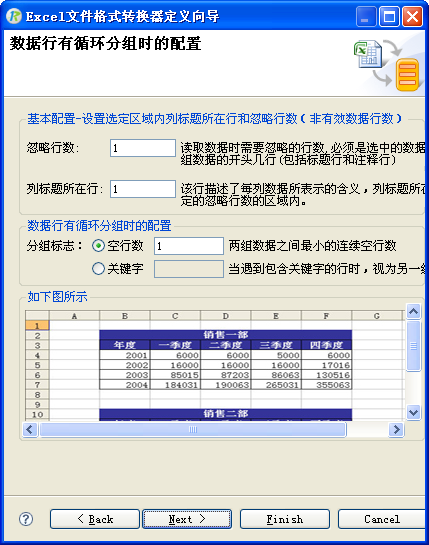 Excel文件格式转换器定义向导
数据行有循环分组时的配置
基本配置-设置选定区域内列标题所在行和忽略行数(非有效数据行数)
忽略行数: 1 读取数据时需要忽略的行数,必须是选中的数据
组数据的开头几行(包括标题行和注释行)
列标题所在行: 1 该行描述了每列数据所表示的含义,列标题所在
定的忽略行数的区域内。
数据行有循环分组时的配置
分组标志: 空行数 1 两组数据之间最小的连续空行数
关键字 当遇到包含关键字的行时,视为另一组
如下图所示
A B C D E F G
1
2 销售一部
3 年度 一季度 二季度 三季度 四季度
4 2001 6000 6000 5000 6000
5 2002 16000 16000 16000 17016
6 2003 85015 87203 86063 130516
7 2004 184031 190063 265031 355063
8
9
10 销售二部
? < Back Next > Finish Cancel